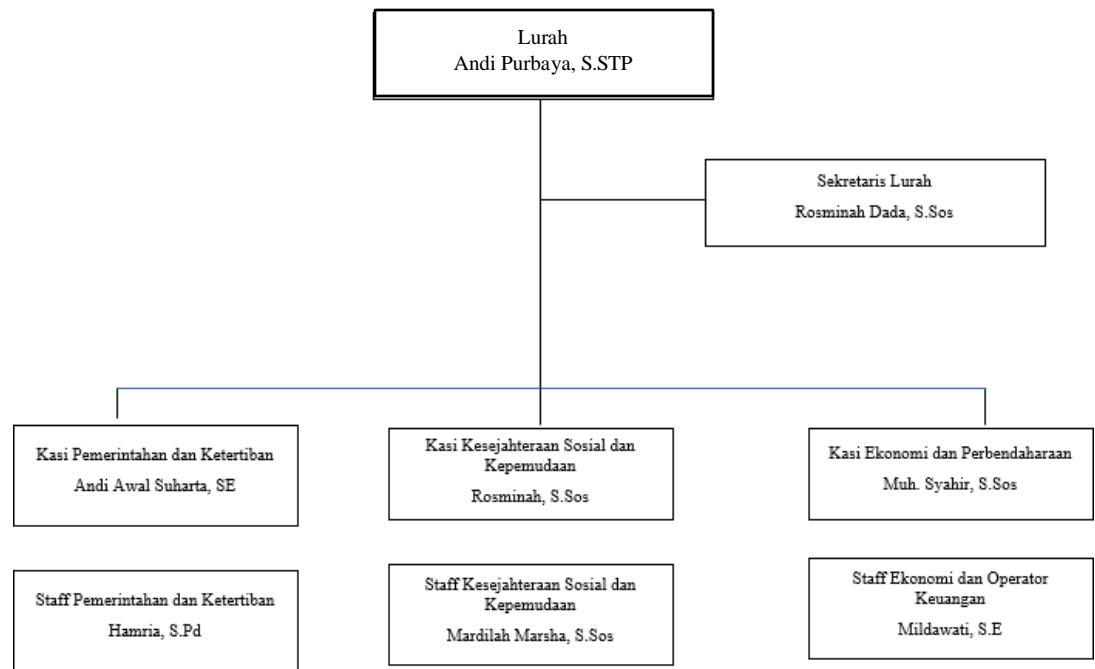 Lurah
Andi Purbaya, S.STP
Sekretaris Lurah
Rosminah Dada, S.Sos
Kasi Pemerintahan dan Ketertiban
Andi Awal Suharta, SE
Kasi Kesejahteraan Sosial dan
Kepemudaan
Rosminah, S.Sos
Kasi Ekonomi dan Perbendaharaan
Muh. Syahir, S.Sos
Staff Pemerintahan dan Ketertiban
Hamria, S.Pd
Staff Kesejahteraan Sosial dan
Kepemudaan
Mardilah Marsha, S.Sos
Staff Ekonomi dan Operator
Keuangan
Mildawati, S.E